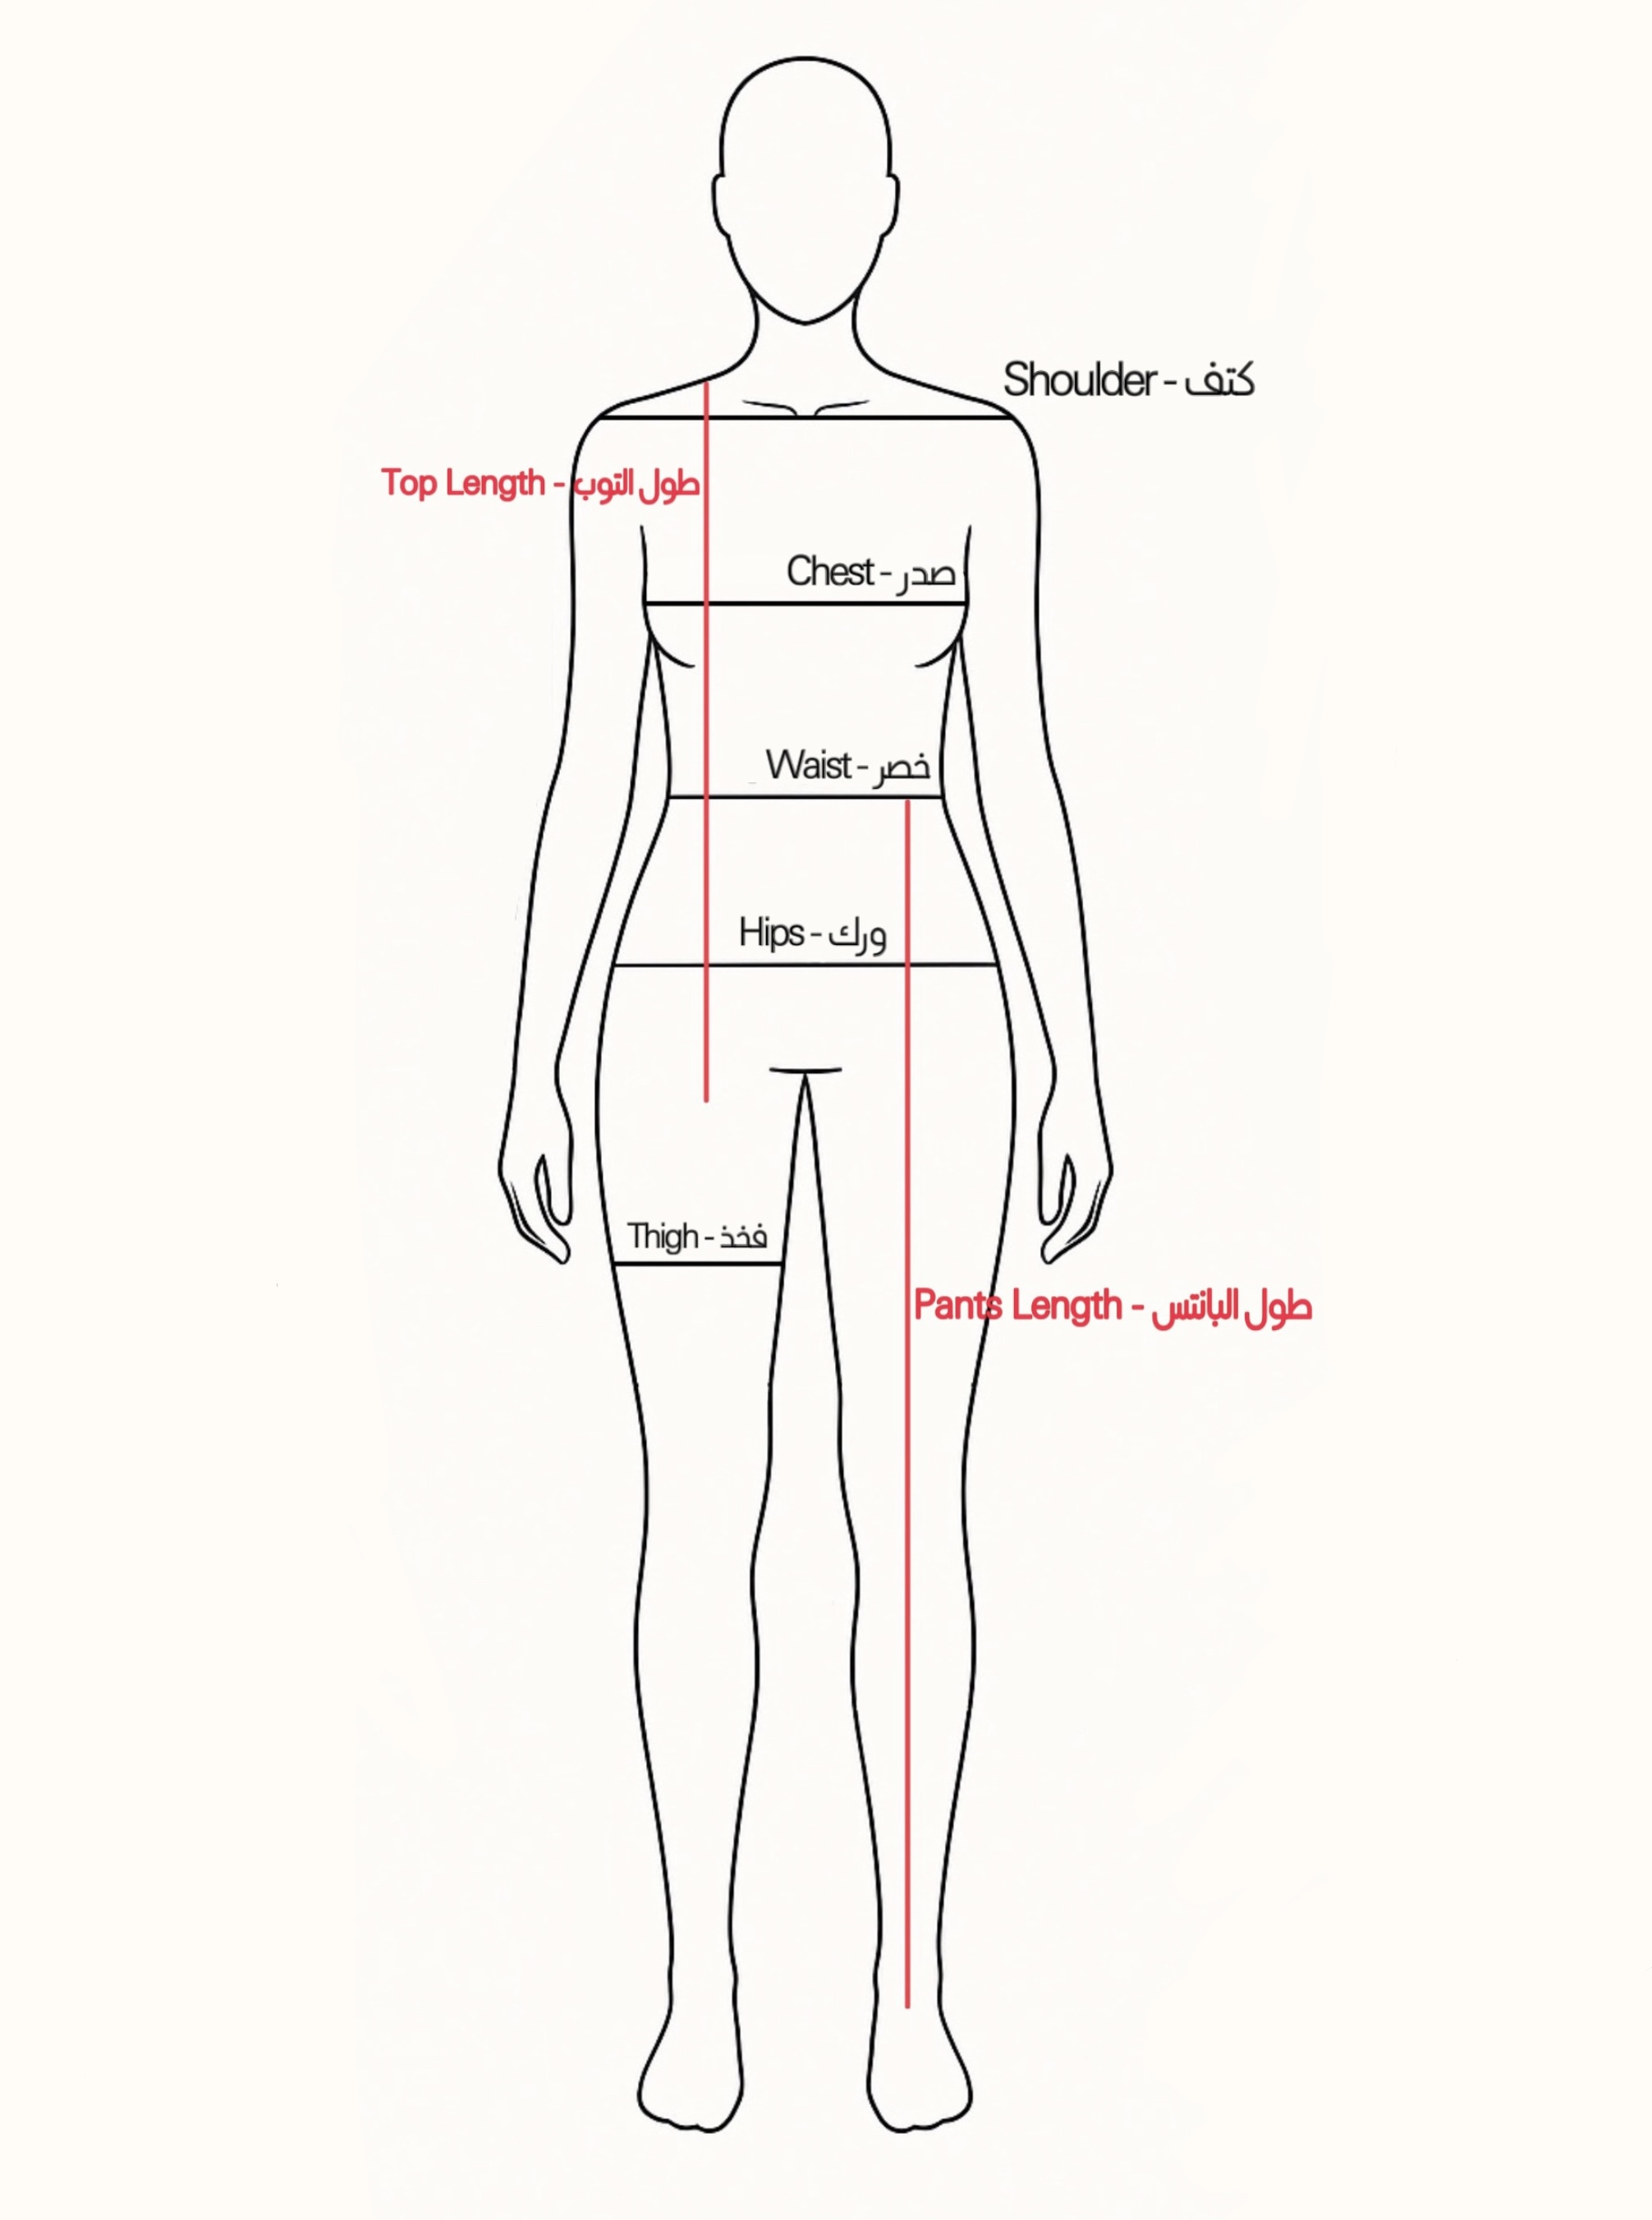 Shoulder - كتف
Top Length - طول التوب
Chest - صدر
Waist - خصر
Hips - ورك
Thigh - فخذ
Pants Length - طول البانتس